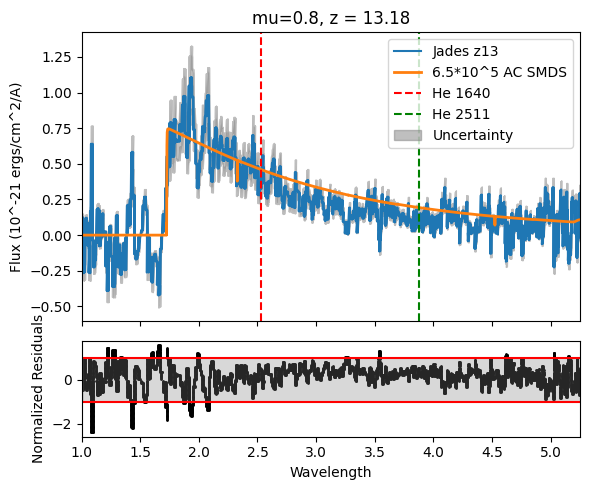 mu=0.8, z = 13.18
Flux (10^-21 ergs/cm^2/A)
1.25
1.00
0.75
0.50
0.25
0.00
−0.25
−0.50
Jades z13
6.5*10^5 AC SMDS
He 1640
He 2511
Uncertainty
Normalized Residuals
0
−2
1.0 1.5 2.0 2.5 3.0 3.5 4.0 4.5 5.0
Wavelength